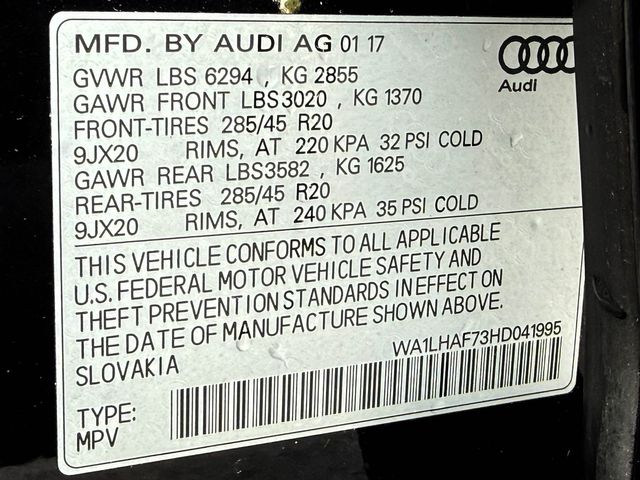 MFD. BY AUDI AG 01 17
Audi
GVWR LBS 6294 , KG 2855
GAWR FRONT LBS3020 , KG 1370
FRONT-TIRES 285/45 R20
9JX20 RIMS, AT 220 KPA 32 PSI COLD
GAWR REAR LBS3582 , KG 1625
REAR-TIRES 285/45 R20
9JX20 RIMS, AT 240 KPA 35 PSI COLD
THIS VEHICLE CONFORMS TO ALL APPLICABLE
U.S. FEDERAL MOTOR VEHICLE SAFETY AND
THEFT PREVENTION STANDARDS IN EFFECT ON
THE DATE OF MANUFACTURE SHOWN ABOVE.
SLOVAKIA WA1LHAF73HD041995
TYPE:
MPV